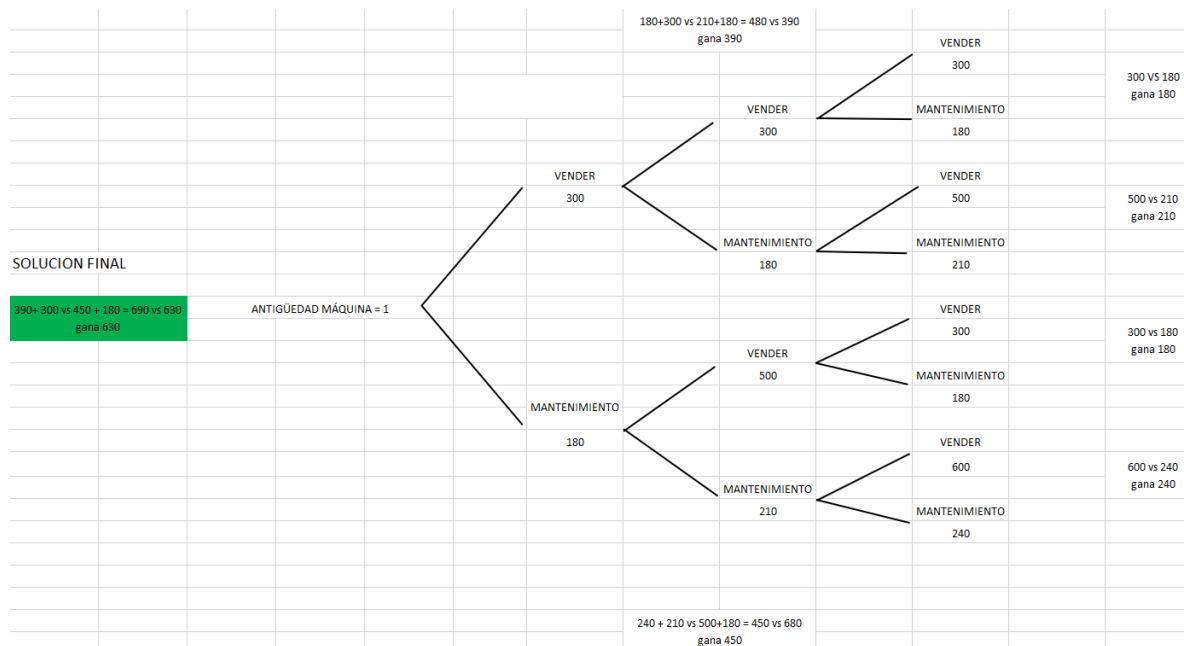 180+300 vs 210+180 = 480 vs 390
gana 390
VENDER
300
300 VS 180
gana 180
VENDER
300
MANTENIMIENTO
180
VENDER
300
VENDER
500
500 vs 210
gana 210
MANTENIMIENTO
180
MANTENIMIENTO
210
SOLUCION FINAL
390+ 300 vs 450 + 180 = 690 vs 630
gana 630
ANTIGÜEDAD MÁQUINA = 1
VENDER
300
300 vs 180
gana 180
VENDER
500
MANTENIMIENTO
180
MANTENIMIENTO
180
VENDER
600
600 vs 240
gana 240
MANTENIMIENTO
210
MANTENIMIENTO
240
240 + 210 vs 500+180 = 450 vs 680
gana 450